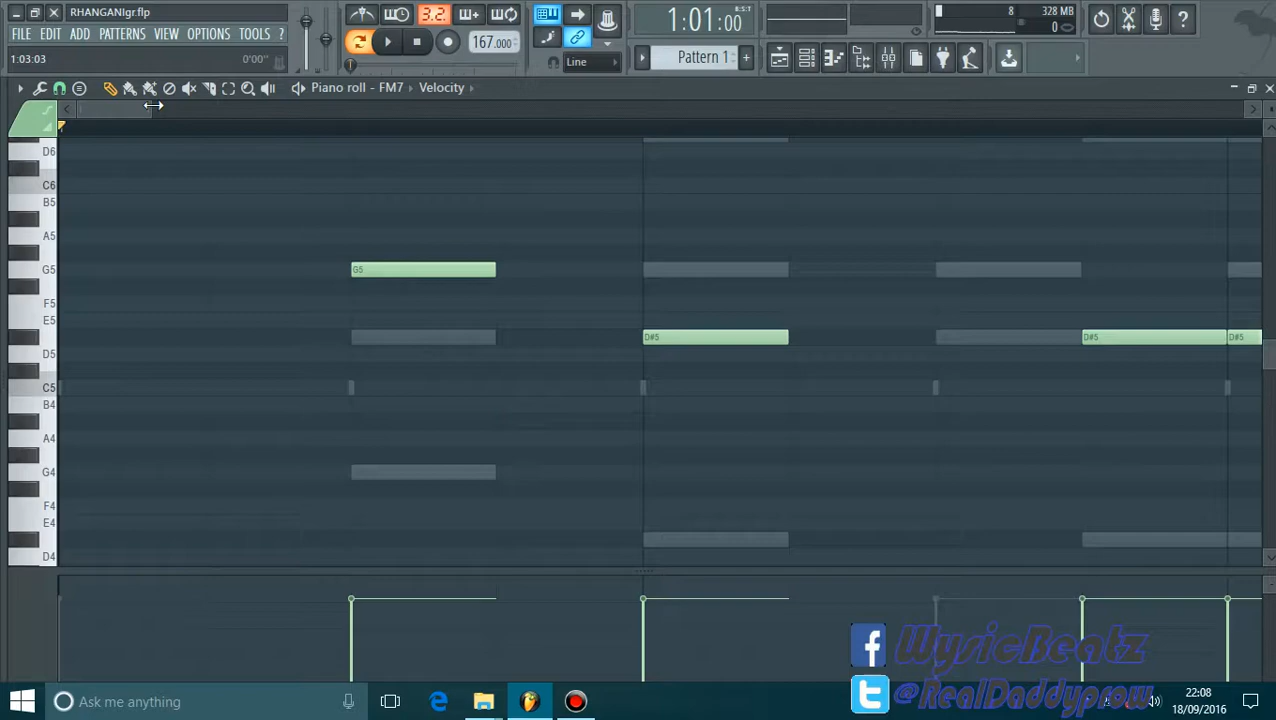 RHANGANIgr.flp
3.2.
1:01:00
B:S:T
8
328 MB
0
FILE EDIT ADD PATTERNS VIEW OPTIONS TOOLS ?
167.000
Line
Pattern 1
1:03:03
0'00"
Piano roll - FM7 Velocity
D6
C6
B5
A5
G5
G5
F5
E5
D#5
D#5
D#5
D5
C5
B4
A4
G4
F4
E4
D4
WysicBeatz
@RealDaddyprow
Ask me anything
22:08
18/09/2016